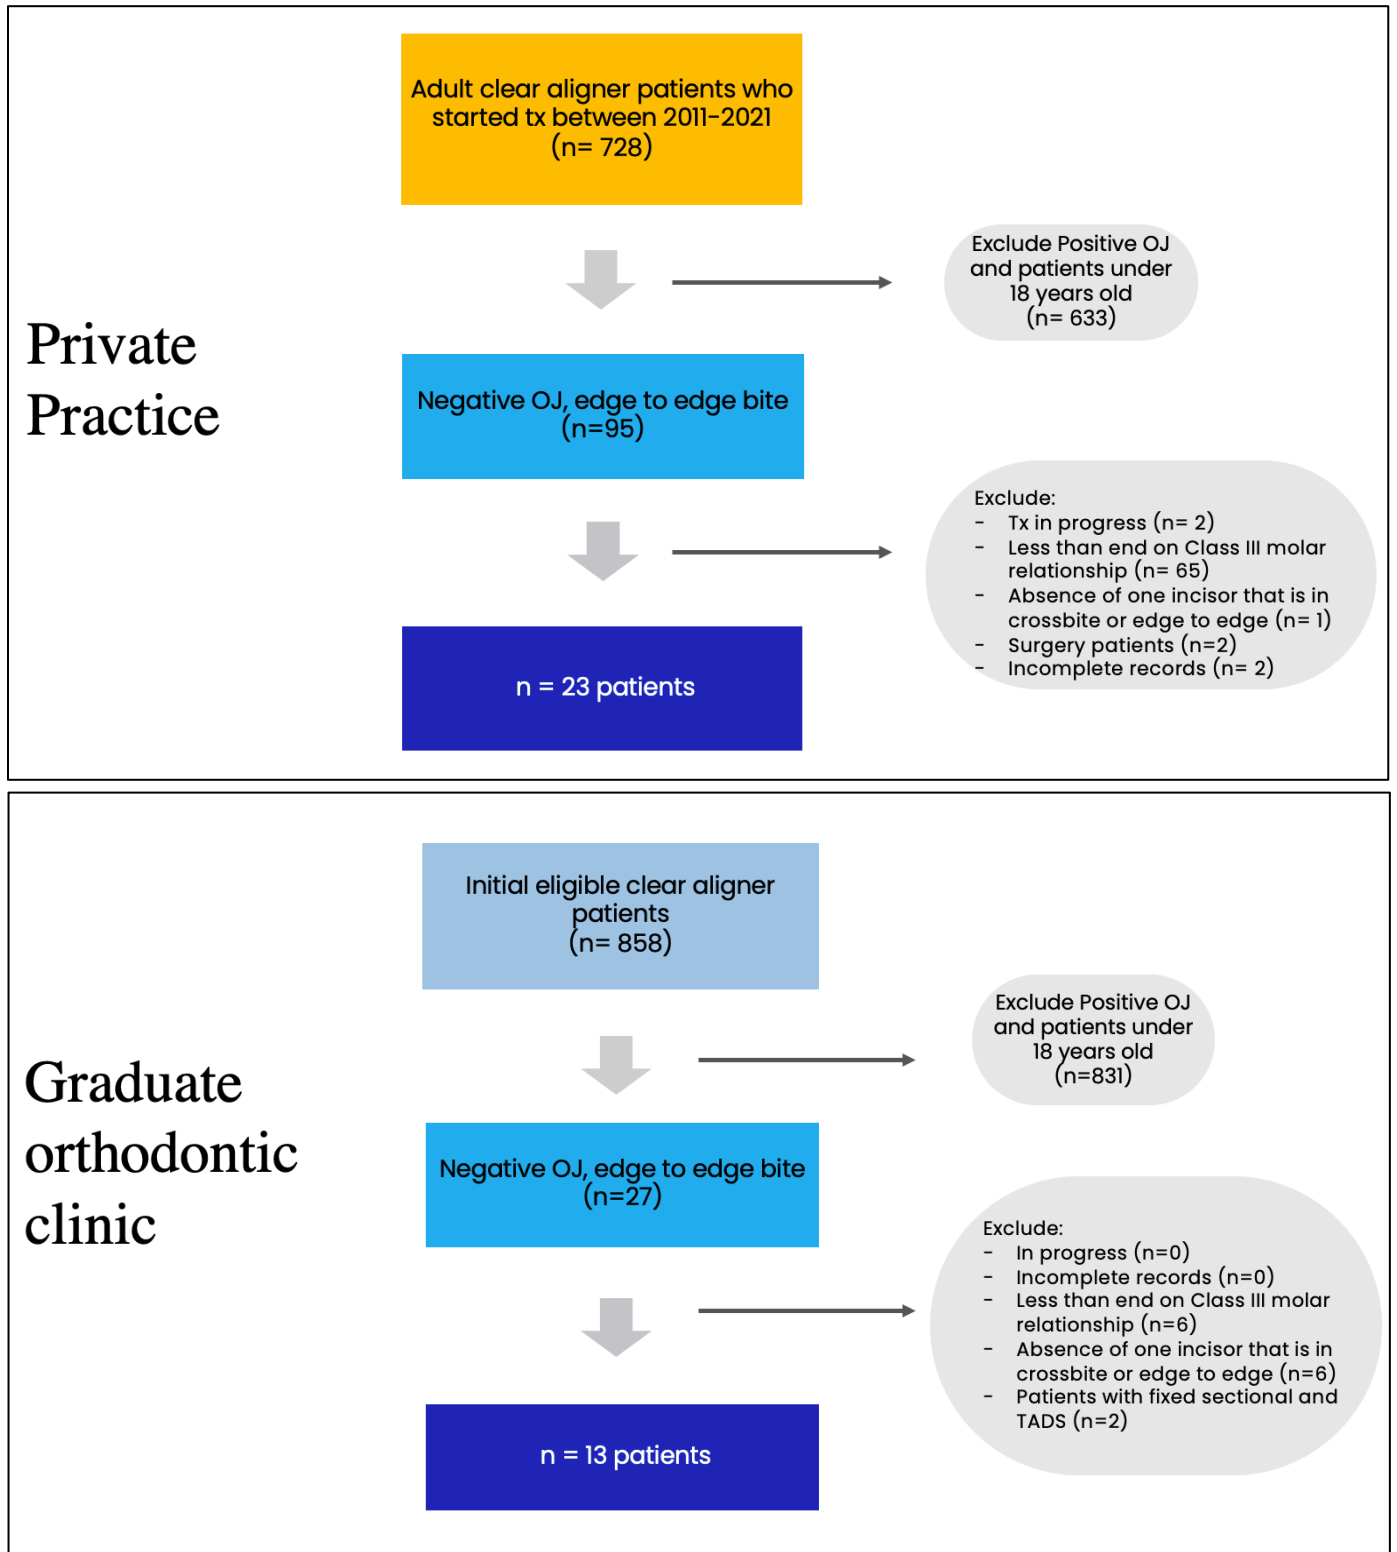 Private
Practice
Adult clear aligner patients who
started tx between 2011-2021
(n= 728)
Exclude Positive OJ
and patients under
18 years old
(n= 633)
Negative OJ, edge to edge bite
(n=95)
Exclude:
- Tx in progress (n= 2)
- Less than end on Class III molar
relationship (n= 65)
- Absence of one incisor that is in
crossbite or edge to edge (n= 1)
- Surgery patients (n=2)
- Incomplete records (n= 2)
n = 23 patients
Graduate
orthodontic
clinic
Initial eligible clear aligner
patients
(n= 858)
Exclude Positive OJ
and patients under
18 years old
(n=831)
Negative OJ, edge to edge bite
(n=27)
Exclude:
- In progress (n=0)
- Incomplete records (n=0)
- Less than end on Class III molar
relationship (n=6)
- Absence of one incisor that is in
crossbite or edge to edge (n=6)
- Patients with fixed sectional and
TADS (n=2)
n = 13 patients